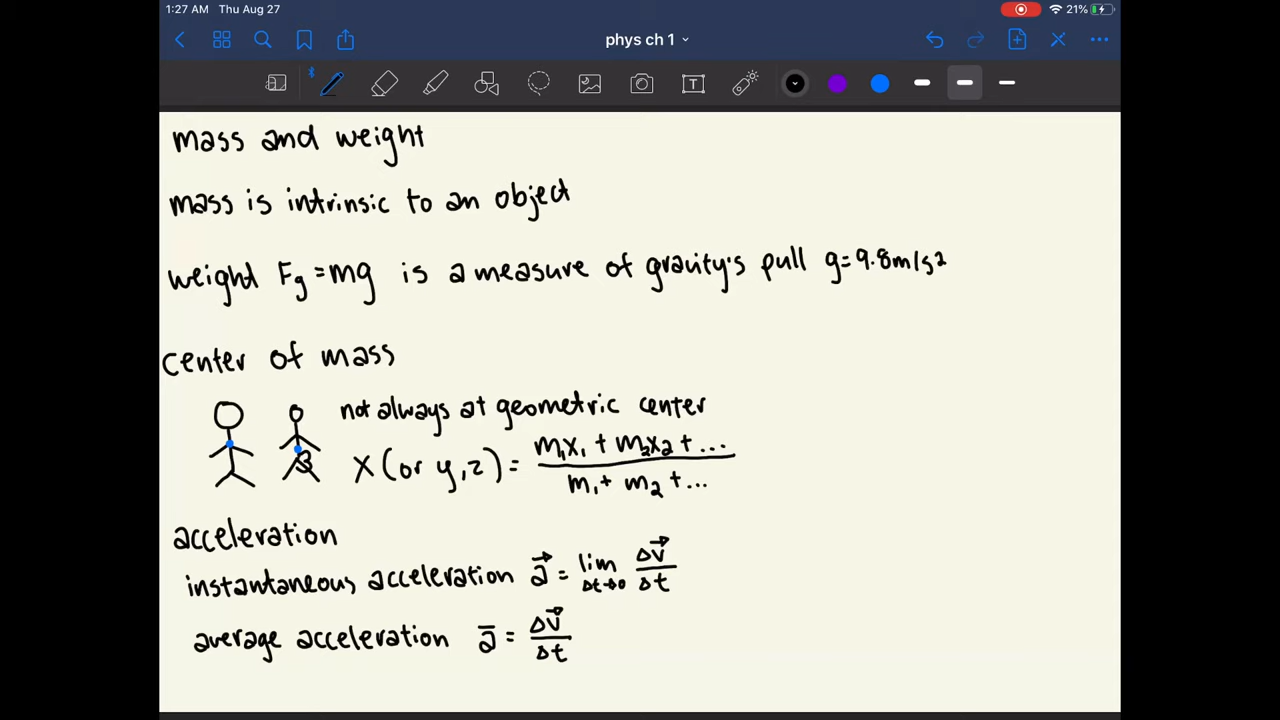 1:27 AM Thu Aug 27
21%
phys ch 1
T
mass and weight
mass is intrinsic to an object
weight Fg = mg is a measure of gravity's pull g = 9.8 m/s2
center of mass
not always at geometric center
x (or y, z) = m1x1 + m2x2 + ...
m1 + m2 + ...
acceleration
instantaneous acceleration a⃗ = lim Δt→0 Δv⃗
Δt
average acceleration a̅ = Δv⃗
Δt